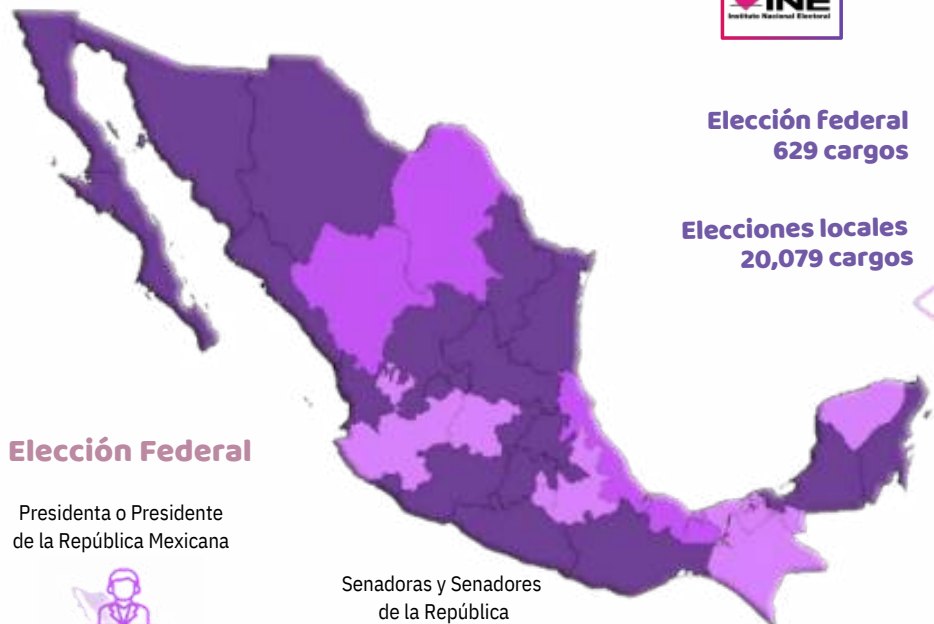 INE
Instituto Nacional Electoral
Elección federal
629 cargos
Elecciones locales
20,079 cargos
Elección Federal
Presidenta o Presidente
de la República Mexicana
Senadoras y Senadores
de la República